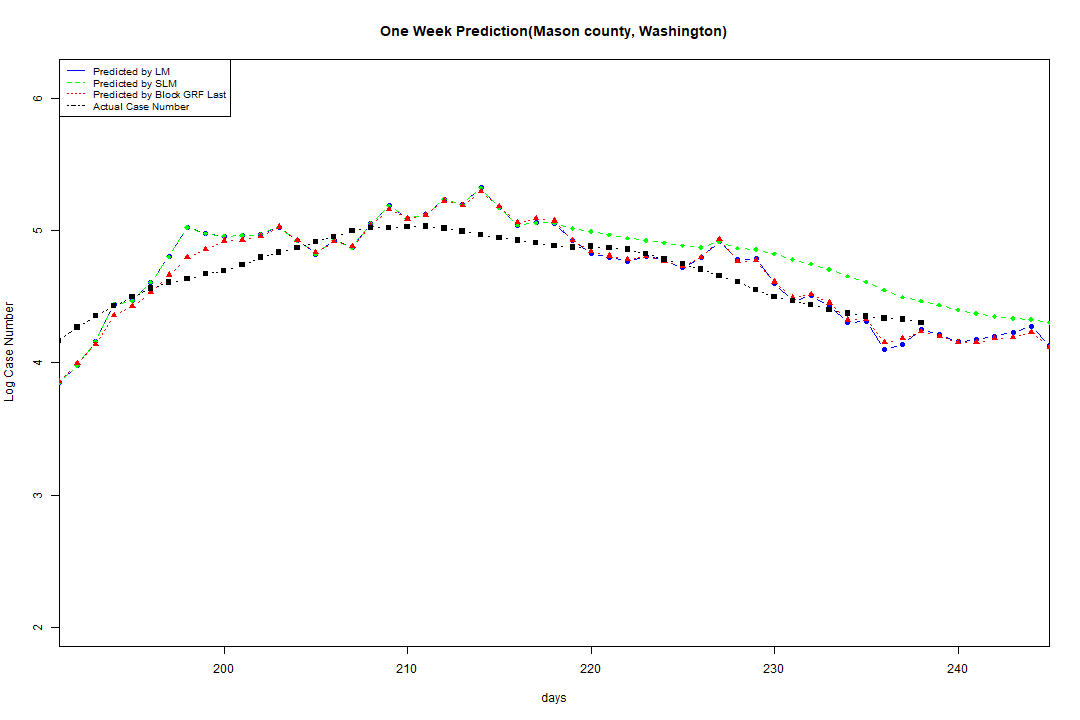 One Week Prediction(Mason county, Washington)
Predicted by LM
Predicted by SLM
Predicted by Block GRF Last
Actual Case Number
6
5
4
3
2
Log Case Number
200 210 220 230 240
days